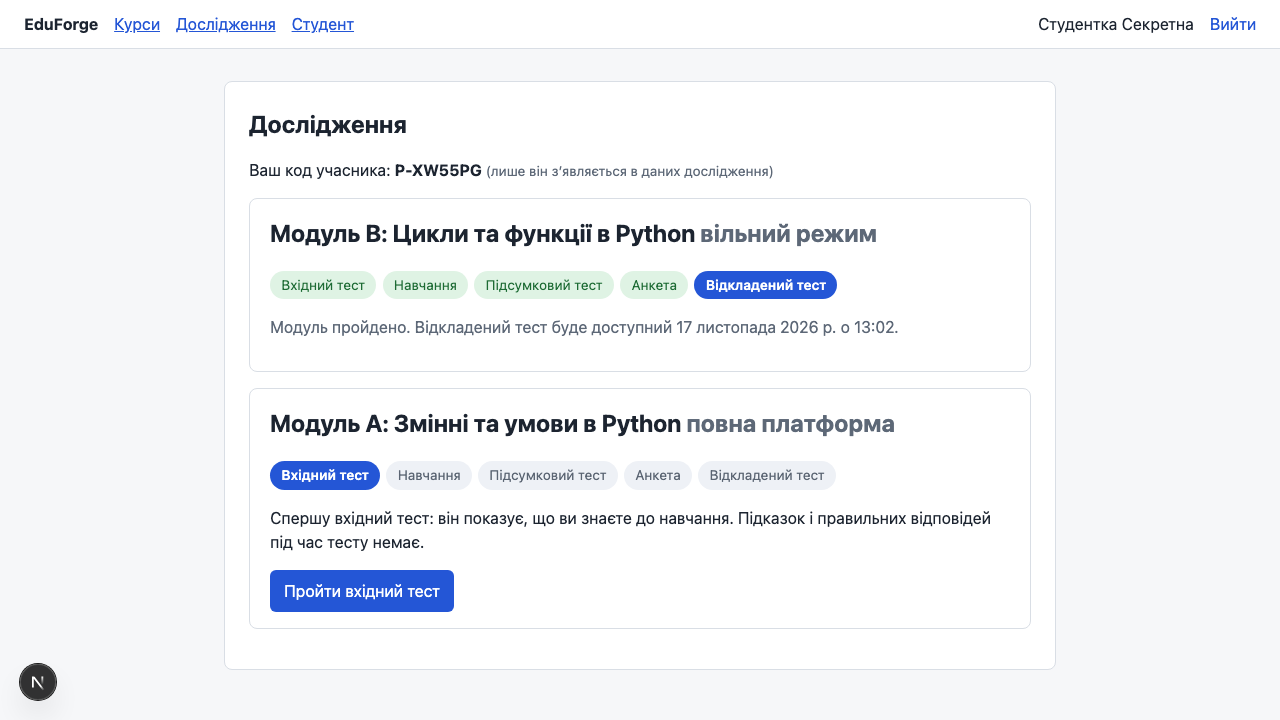 EduForge Курси Дослідження Студент Студентка Секретна Вийти
Дослідження
Ваш код учасника: P-XW55PG (лише він зʼявляється в даних дослідження)
Модуль B: Цикли та функції в Python вільний режим
Вхідний тест Навчання Підсумковий тест Анкета Відкладений тест
Модуль пройдено. Відкладений тест буде доступний 17 листопада 2026 р. о 13:02.
Модуль A: Змінні та умови в Python повна платформа
Вхідний тест Навчання Підсумковий тест Анкета Відкладений тест
Спершу вхідний тест: він показує, що ви знаєте до навчання. Підказок і правильних відповідей
під час тесту немає.
Пройти вхідний тест
N